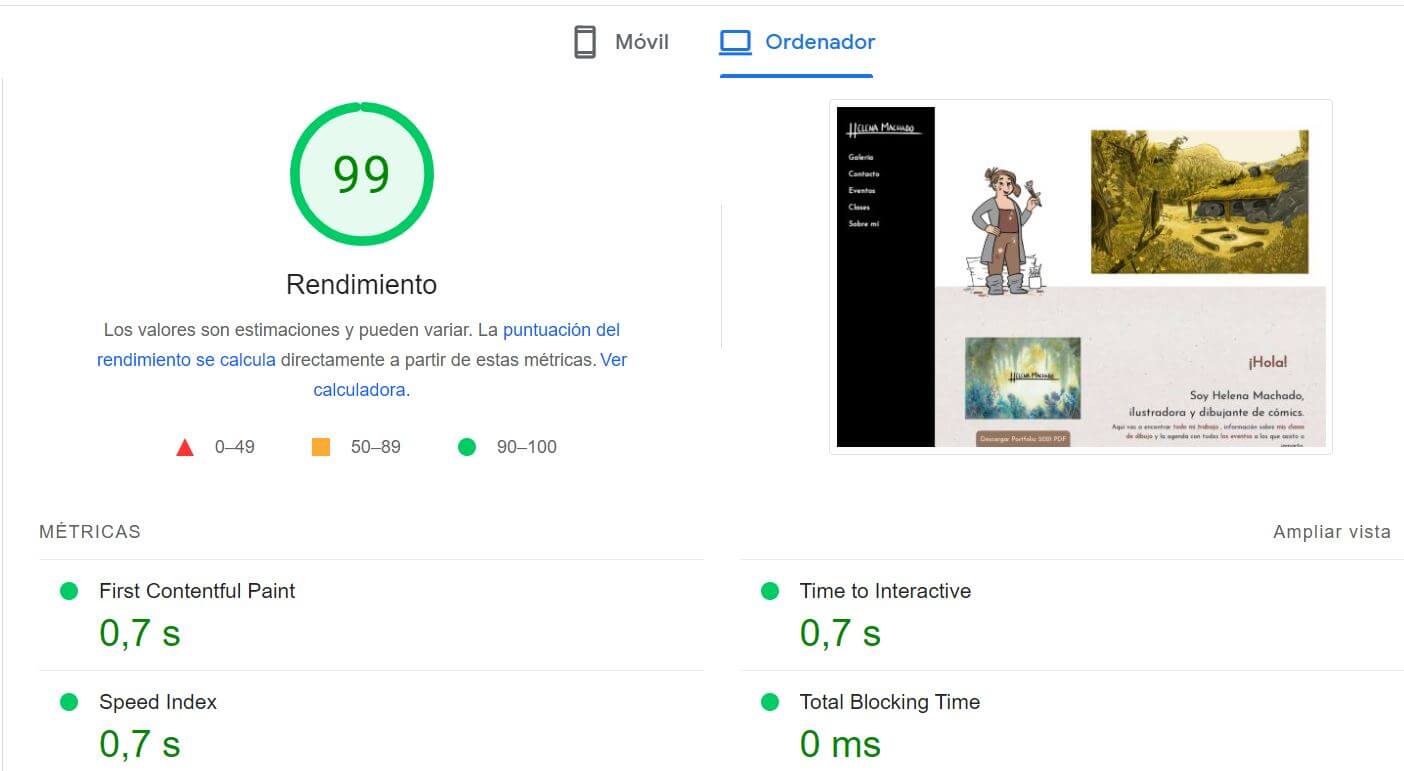 Móvil
Ordenador
99
Rendimiento
Los valores son estimaciones y pueden variar. La puntuación del
rendimiento se calcula directamente a partir de estas métricas. Ver
calculadora.
0–49
50–89
90–100
HELENA MACHADO
Galería
Contacto
Eventos
Clases
Sobre mí
HELENA MACHADO
Descargar Portfolio 2021 PDF
¡Hola!
Soy Helena Machado,
ilustradora y dibujante de cómics.
Aquí vas a encontrar todo mi trabajo, información sobre mis clases
de dibujo y la agenda con todos los eventos a los que asisto o
imparto.
MÉTRICAS
Ampliar vista
First Contentful Paint
0,7 s
Time to Interactive
0,7 s
Speed Index
0,7 s
Total Blocking Time
0 ms